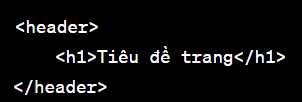 <header>
    <h1>Tiêu đề trang</h1>
</header>